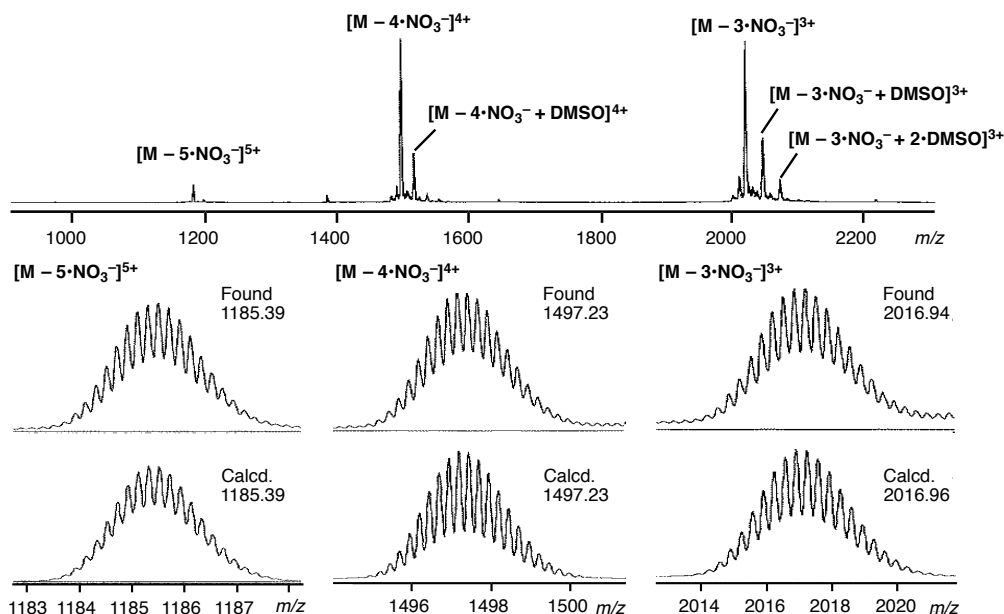 [M – 4•NO₃⁻]⁴⁺
[M – 3•NO₃⁻]³⁺
[M – 3•NO₃⁻ + DMSO]³⁺
[M – 4•NO₃⁻ + DMSO]⁴⁺
[M – 3•NO₃⁻ + 2•DMSO]³⁺
[M – 5•NO₃⁻]⁵⁺
1000 1200 1400 1600 1800 2000 2200 m/z
[M – 5•NO₃⁻]⁵⁺ [M – 4•NO₃⁻]⁴⁺ [M – 3•NO₃⁻]³⁺
Found Found Found
1185.39 1497.23 2016.94
Calcd. Calcd. Calcd.
1185.39 1497.23 2016.96
1183 1184 1185 1186 1187 m/z 1496 1498 1500 m/z 2014 2016 2018 2020 m/z